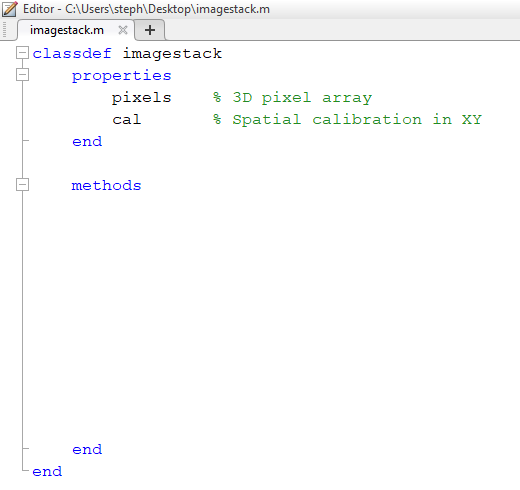 Editor - C:\Users\steph\Desktop\imagestack.m
imagestack.m
classdef imagestack
    properties
        pixels    % 3D pixel array
        cal       % Spatial calibration in XY
    end
    methods
    end
end